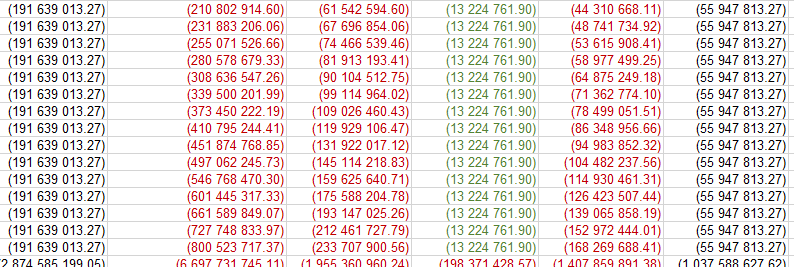 (191 639 013.27) (210 802 914.60) (61 542 594.60) (13 224 761.90) (44 310 668.11) (55 947 813.27)
(191 639 013.27) (231 883 206.06) (67 696 854.06) (13 224 761.90) (48 741 734.92) (55 947 813.27)
(191 639 013.27) (255 071 526.66) (74 466 539.46) (13 224 761.90) (53 615 908.41) (55 947 813.27)
(191 639 013.27) (280 578 679.33) (81 913 193.41) (13 224 761.90) (58 977 499.25) (55 947 813.27)
(191 639 013.27) (308 636 547.26) (90 104 512.75) (13 224 761.90) (64 875 249.18) (55 947 813.27)
(191 639 013.27) (339 500 201.99) (99 114 964.02) (13 224 761.90) (71 362 774.10) (55 947 813.27)
(191 639 013.27) (373 450 222.19) (109 026 460.43) (13 224 761.90) (78 499 051.51) (55 947 813.27)
(191 639 013.27) (410 795 244.41) (119 929 106.47) (13 224 761.90) (86 348 956.66) (55 947 813.27)
(191 639 013.27) (451 874 768.85) (131 922 017.12) (13 224 761.90) (94 983 852.32) (55 947 813.27)
(191 639 013.27) (497 062 245.73) (145 114 218.83) (13 224 761.90) (104 482 237.56) (55 947 813.27)
(191 639 013.27) (546 768 470.30) (159 625 640.71) (13 224 761.90) (114 930 461.31) (55 947 813.27)
(191 639 013.27) (601 445 317.33) (175 588 204.78) (13 224 761.90) (126 423 507.44) (55 947 813.27)
(191 639 013.27) (661 589 849.07) (193 147 025.26) (13 224 761.90) (139 065 858.19) (55 947 813.27)
(191 639 013.27) (727 748 833.97) (212 461 727.79) (13 224 761.90) (152 972 444.01) (55 947 813.27)
(191 639 013.27) (800 523 717.37) (233 707 900.56) (13 224 761.90) (168 269 688.41) (55 947 813.27)
2 874 585 199.05) (6 697 731 745.11) (1 955 360 960.24) (198 371 428.57) (1 407 859 891.38) (1 037 588 627.62)